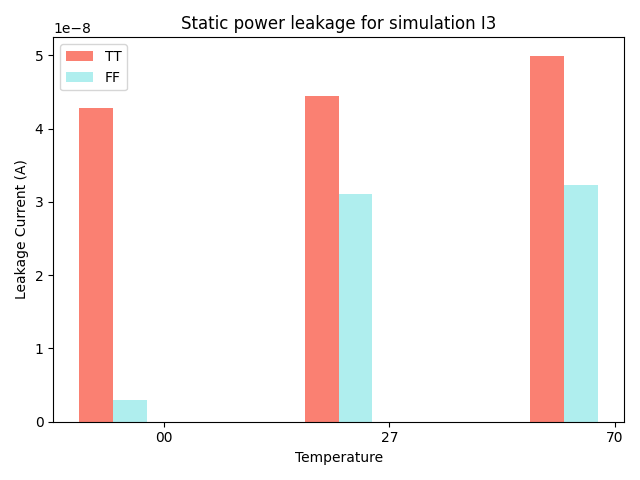 Static power leakage for simulation I3
1e−8
TT
FF
5
4
3
2
1
0
Leakage Current (A)
00
27
70
Temperature